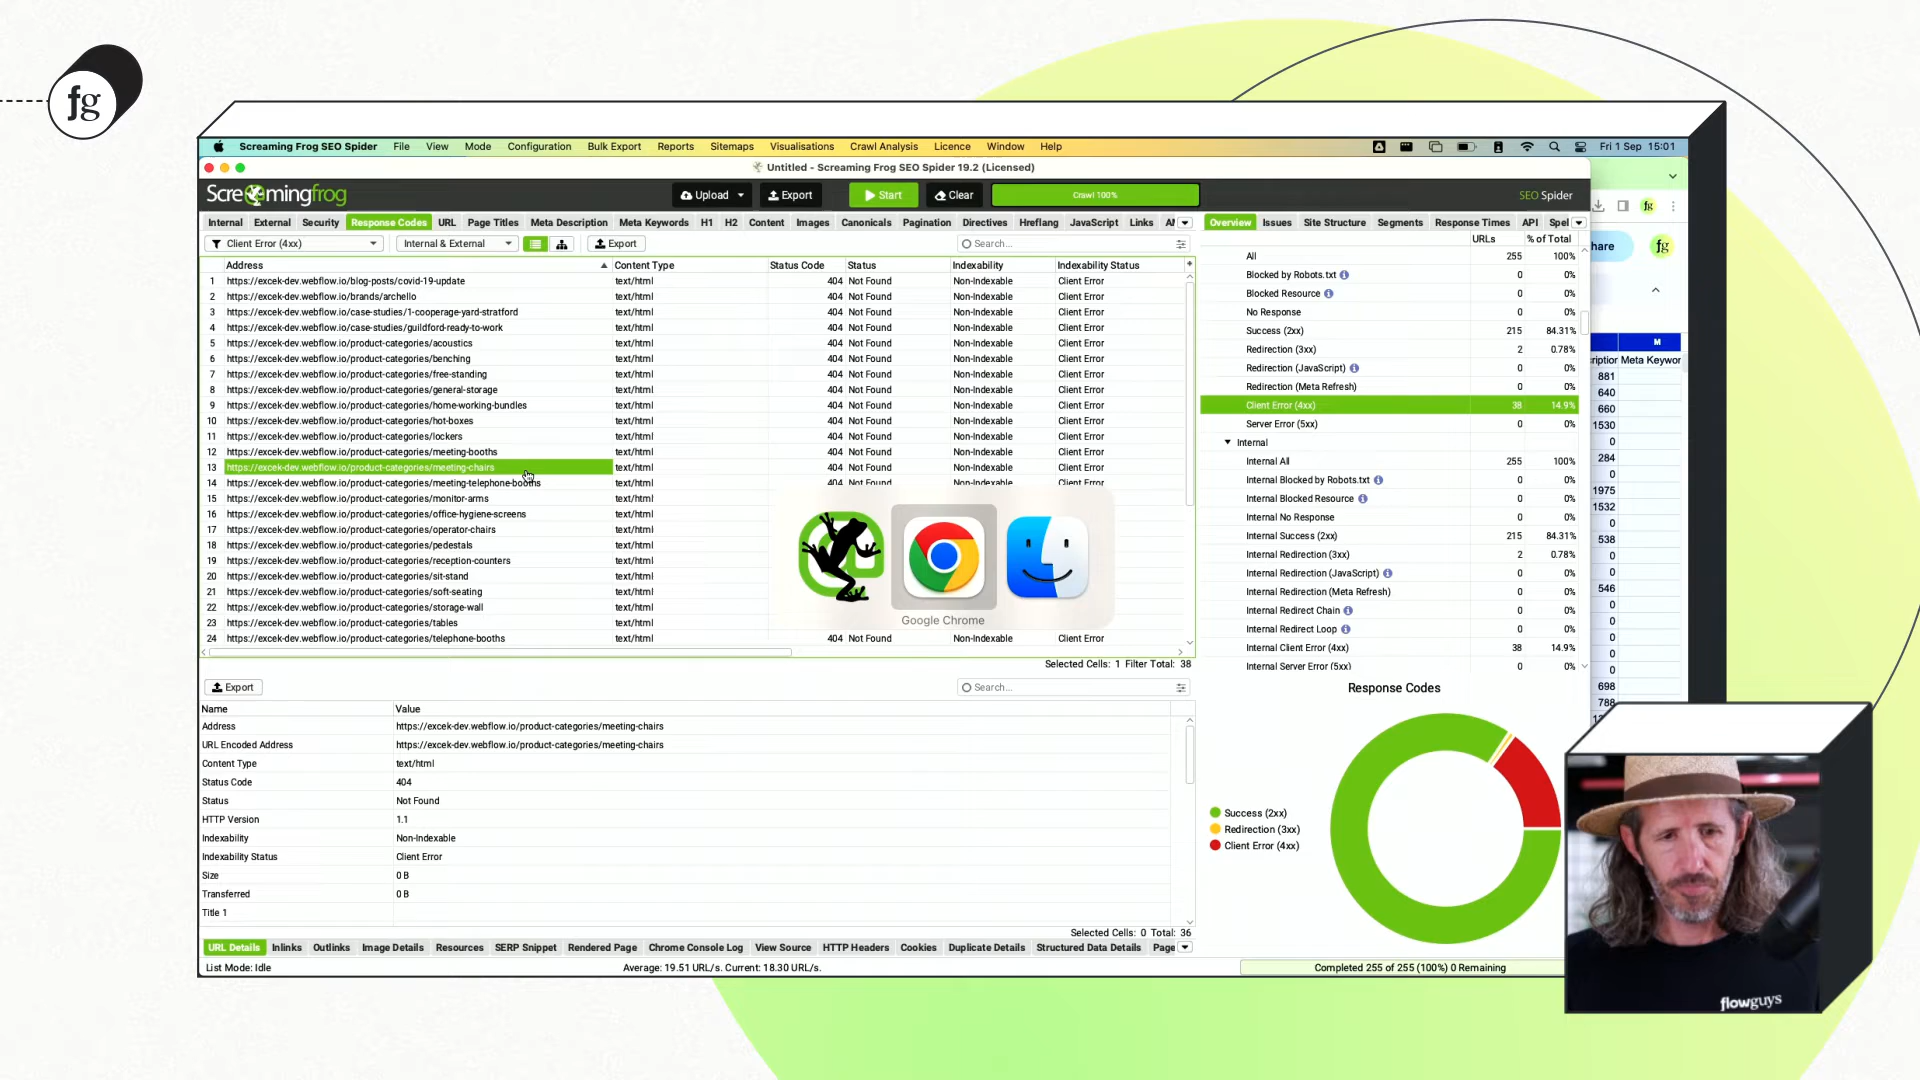 fg
Screaming Frog SEO Spider File View Mode Configuration Bulk Export Reports Sitemaps Visualisations Crawl Analysis Licence Window Help Fri 1 Sep 15:01
Untitled - Screaming Frog SEO Spider 19.2 (Licensed)
Screamingfrog Upload Export Start Clear Crawl 100% SEO Spider fg
Internal External Security Response Codes URL Page Titles Meta Description Meta Keywords H1 H2 Content Images Canonicals Pagination Directives Hreflang JavaScript Links Overview Issues Site Structure Segments Response Times API Spel
Client Error (4xx) Internal & External Export Search... URLs % of Total hare fg
Address Content Type Status Code Status Indexability Indexability Status
All 255 100%
1 https://excek-dev.webflow.io/blog-posts/covid-19-update text/html 404 Not Found Non-Indexable Client Error
Blocked by Robots.txt 0 0%
2 https://excek-dev.webflow.io/brands/archello text/html 404 Not Found Non-Indexable Client Error
Blocked Resource 0 0%
3 https://excek-dev.webflow.io/case-studies/1-cooperage-yard-stratford text/html 404 Not Found Non-Indexable Client Error
No Response 0 0%
4 https://excek-dev.webflow.io/case-studies/guildford-ready-to-work text/html 404 Not Found Non-Indexable Client Error
Success (2xx) 215 84.31%
5 https://excek-dev.webflow.io/product-categories/acoustics text/html 404 Not Found Non-Indexable Client Error
Redirection (3xx) 2 0.78% M
6 https://excek-dev.webflow.io/product-categories/benching text/html 404 Not Found Non-Indexable Client Error
Redirection (JavaScript) 0 0% ription Meta Keywor
7 https://excek-dev.webflow.io/product-categories/free-standing text/html 404 Not Found Non-Indexable Client Error
Redirection (Meta Refresh) 0 0% 881
8 https://excek-dev.webflow.io/product-categories/general-storage text/html 404 Not Found Non-Indexable Client Error
640
9 https://excek-dev.webflow.io/product-categories/home-working-bundles text/html 404 Not Found Non-Indexable Client Error
Client Error (4xx) 38 14.9% 660
10 https://excek-dev.webflow.io/product-categories/hot-boxes text/html 404 Not Found Non-Indexable Client Error
Server Error (5xx) 0 0% 1530
11 https://excek-dev.webflow.io/product-categories/lockers text/html 404 Not Found Non-Indexable Client Error
Internal 0
12 https://excek-dev.webflow.io/product-categories/meeting-booths text/html 404 Not Found Non-Indexable Client Error
Internal All 255 100% 284
13 https://excek-dev.webflow.io/product-categories/meeting-chairs text/html 404 Not Found Non-Indexable Client Error
Internal Blocked by Robots.txt 0 0% 0
14 https://excek-dev.webflow.io/product-categories/meeting-telephone-booths text/html 404 Not Found Non-Indexable Client Error
Internal Blocked Resource 0 0% 1975
15 https://excek-dev.webflow.io/product-categories/monitor-arms text/html
Internal No Response 0 0% 1532
16 https://excek-dev.webflow.io/product-categories/office-hygiene-screens text/html
Internal Success (2xx) 215 84.31% 0
17 https://excek-dev.webflow.io/product-categories/operator-chairs text/html
Internal Redirection (3xx) 2 0.78% 538
18 https://excek-dev.webflow.io/product-categories/pedestals text/html
Internal Redirection (JavaScript) 0 0% 0
19 https://excek-dev.webflow.io/product-categories/reception-counters text/html
Internal Redirection (Meta Refresh) 0 0% 0
20 https://excek-dev.webflow.io/product-categories/sit-stand text/html
546
21 https://excek-dev.webflow.io/product-categories/soft-seating text/html
Internal Redirect Chain 0 0% 0
22 https://excek-dev.webflow.io/product-categories/storage-wall text/html
Internal Redirect Loop 0 0% 0
23 https://excek-dev.webflow.io/product-categories/tables text/html
Google Chrome
Internal Client Error (4xx) 38 14.9% 0
24 https://excek-dev.webflow.io/product-categories/telephone-booths text/html 404 Not Found Non-Indexable Client Error
Internal Server Error (5xx) 0 0% 0
Selected Cells: 1 Filter Total: 38
0
Export Search... Response Codes 698
788
Name Value
Address https://excek-dev.webflow.io/product-categories/meeting-chairs
URL Encoded Address https://excek-dev.webflow.io/product-categories/meeting-chairs
Content Type text/html
Status Code 404
Status Not Found
HTTP Version 1.1
Indexability Non-Indexable
Indexability Status Client Error
Size 0 B
Transferred 0 B
Title 1
Success (2xx)
Redirection (3xx)
Client Error (4xx)
Selected Cells: 0 Total: 36
URL Details Inlinks Outlinks Image Details Resources SERP Snippet Rendered Page Chrome Console Log View Source HTTP Headers Cookies Duplicate Details Structured Data Details Page
List Mode: Idle Average: 19.51 URL/s. Current: 18.30 URL/s. Completed 255 of 255 (100%) 0 Remaining
flowguys